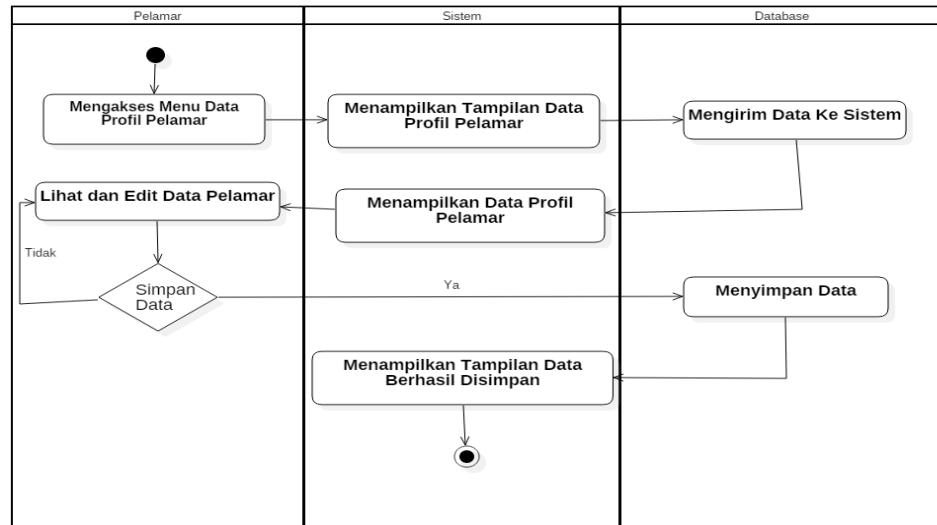 Pelamar
Sistem
Database
Mengakses Menu Data
Profil Pelamar
Menampilkan Tampilan Data
Profil Pelamar
Mengirim Data Ke Sistem
Lihat dan Edit Data Pelamar
Menampilkan Data Profil
Pelamar
Tidak
Simpan
Data
Ya
Menyimpan Data
Menampilkan Tampilan Data
Berhasil Disimpan